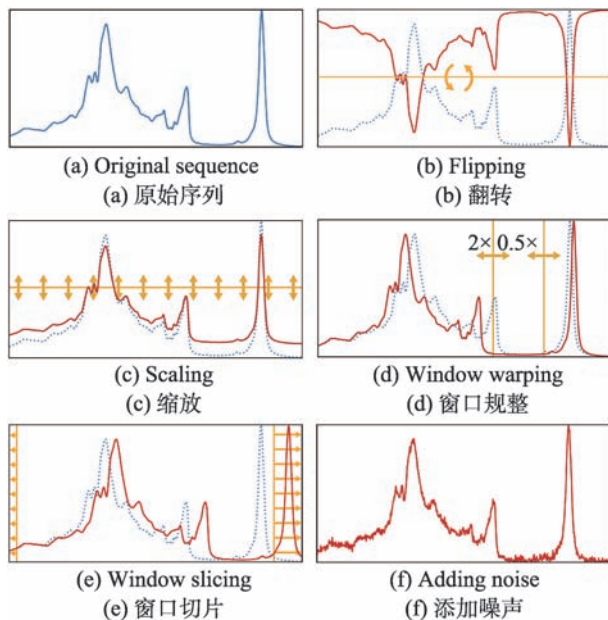 (a) Original sequence
(a) 原始序列
(b) Flipping
(b) 翻转
(c) Scaling
(c) 缩放
2× 0.5×
(d) Window warping
(d) 窗口规整
(e) Window slicing
(e) 窗口切片
(f) Adding noise
(f) 添加噪声